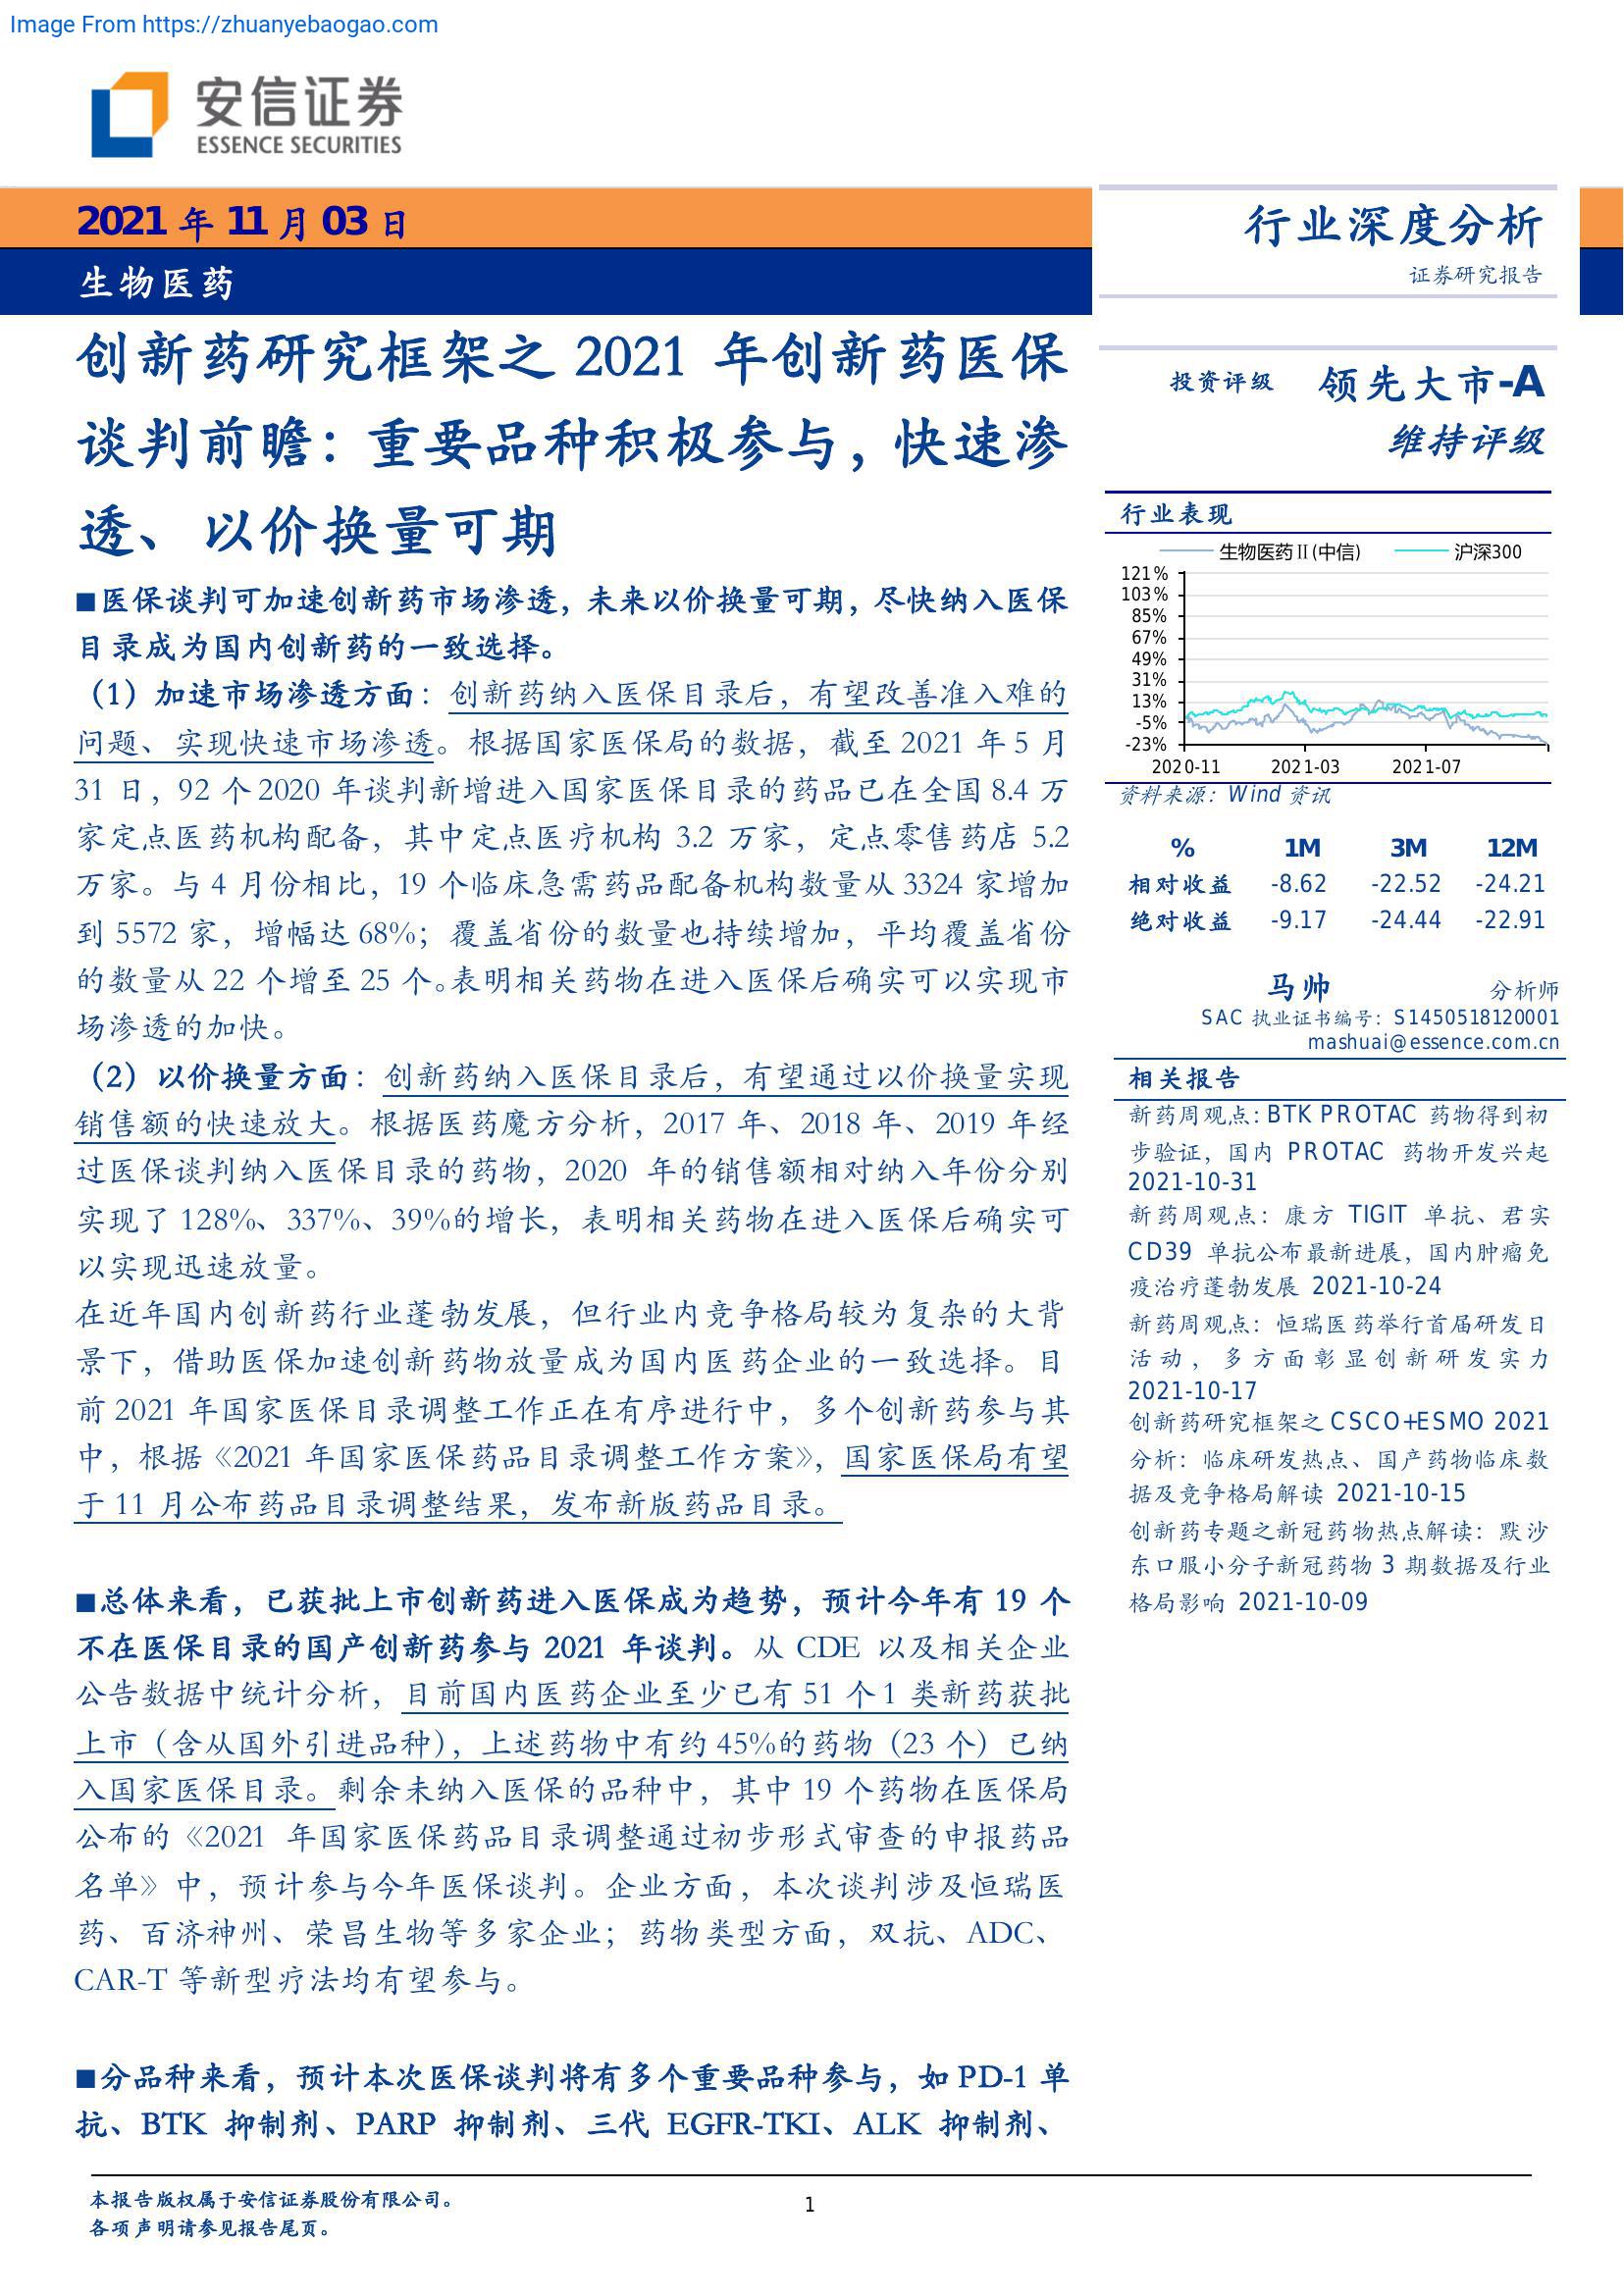 Image From https://zhuanyebaogao.com
安信证券
ESSENCE SECURITIES
2021 年 11 月 03 日
生物医药
行业深度分析
证券研究报告
创新药研究框架之 2021 年创新药医保
谈判前瞻：重要品种积极参与，快速渗
透、以价换量可期
■医保谈判可加速创新药市场渗透，未来以价换量可期，尽快纳入医保
目录成为国内创新药的一致选择。
（1）加速市场渗透方面：创新药纳入医保目录后，有望改善准入难的
问题、实现快速市场渗透。根据国家医保局的数据，截至 2021 年 5 月
31 日，92 个 2020 年谈判新增进入国家医保目录的药品已在全国 8.4 万
家定点医药机构配备，其中定点医疗机构 3.2 万家，定点零售药店 5.2
万家。与 4 月份相比，19 个临床急需药品配备机构数量从 3324 家增加
到 5572 家，增幅达 68%；覆盖省份的数量也持续增加，平均覆盖省份
的数量从 22 个增至 25 个。表明相关药物在进入医保后确实可以实现市
场渗透的加快。
（2）以价换量方面：创新药纳入医保目录后，有望通过以价换量实现
销售额的快速放大。根据医药魔方分析，2017 年、2018 年、2019 年经
过医保谈判纳入医保目录的药物，2020 年的销售额相对纳入年份分别
实现了 128%、337%、39%的增长，表明相关药物在进入医保后确实可
以实现迅速放量。
在近年国内创新药行业蓬勃发展，但行业内竞争格局较为复杂的大背
景下，借助医保加速创新药物放量成为国内医药企业的一致选择。目
前 2021 年国家医保目录调整工作正在有序进行中，多个创新药参与其
中，根据《2021 年国家医保药品目录调整工作方案》，国家医保局有望
于 11 月公布药品目录调整结果，发布新版药品目录。
■总体来看，已获批上市创新药进入医保成为趋势，预计今年有 19 个
不在医保目录的国产创新药参与 2021 年谈判。从 CDE 以及相关企业
公告数据中统计分析，目前国内医药企业至少已有 51 个 1 类新药获批
上市（含从国外引进品种），上述药物中有约 45%的药物（23 个）已纳
入国家医保目录。剩余未纳入医保的品种中，其中 19 个药物在医保局
公布的《2021 年国家医保药品目录调整通过初步形式审查的申报药品
名单》中，预计参与今年医保谈判。企业方面，本次谈判涉及恒瑞医
药、百济神州、荣昌生物等多家企业；药物类型方面，双抗、ADC、
CAR-T 等新型疗法均有望参与。
■分品种来看，预计本次医保谈判将有多个重要品种参与，如 PD-1 单
抗、BTK 抑制剂、PARP 抑制剂、三代 EGFR-TKI、ALK 抑制剂、
投资评级 领先大市-A
维持评级
行业表现
生物医药Ⅱ(中信) 沪深300
121%
103%
85%
67%
49%
31%
13%
-5%
-23%
2020-11 2021-03 2021-07
资料来源：Wind 资讯
% 1M 3M 12M
相对收益 -8.62 -22.52 -24.21
绝对收益 -9.17 -24.44 -22.91
马帅 分析师
SAC 执业证书编号：S1450518120001
mashuai@essence.com.cn
相关报告
新药周观点：BTK PROTAC 药物得到初
步验证，国内 PROTAC 药物开发兴起
2021-10-31
新药周观点：康方 TIGIT 单抗、君实
CD39 单抗公布最新进展，国内肿瘤免
疫治疗蓬勃发展 2021-10-24
新药周观点：恒瑞医药举行首届研发日
活动，多方面彰显创新研发实力
2021-10-17
创新药研究框架之 CSCO+ESMO 2021
分析：临床研发热点、国产药物临床数
据及竞争格局解读 2021-10-15
创新药专题之新冠药物热点解读：默沙
东口服小分子新冠药物 3 期数据及行业
格局影响 2021-10-09
本报告版权属于安信证券股份有限公司。
各项声明请参见报告尾页。
1